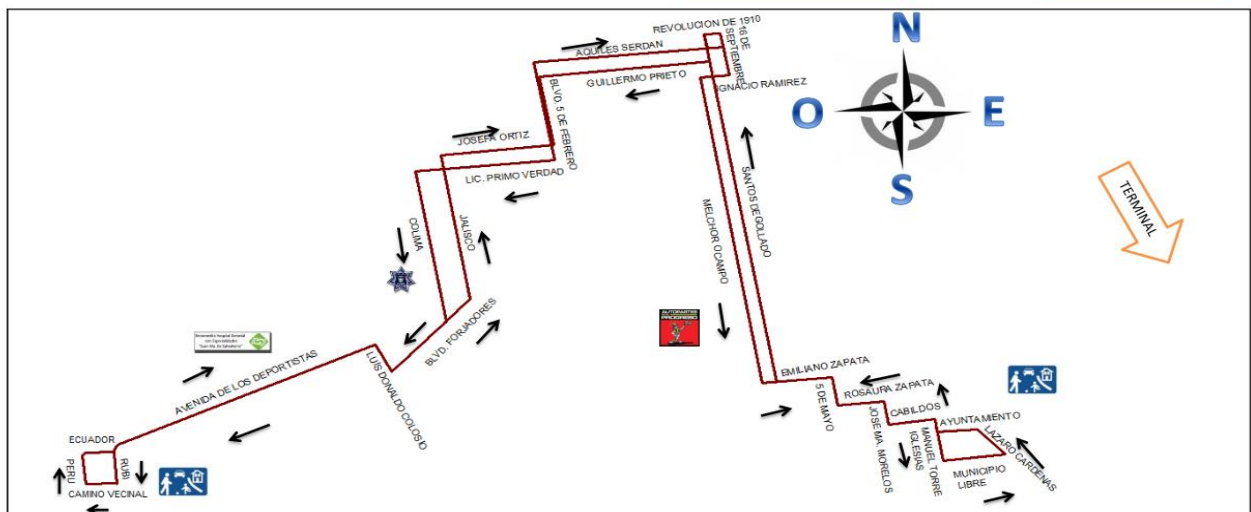 REVOLUCION DE 1910
16 DE
SEPTIEMBRE
AQUILES SERDAN
GUILLERMO PRIETO
IGNACIO RAMIREZ
BLVD. 5 DE FEBRERO
JOSEFA ORTIZ
LIC. PRIMO VERDAD
COLIMA
JALISCO
BLVD. FORJADORES
MELCHOR OCAMPO
SANTOS DEGOLLADO
N
O
E
S
TERMINAL
AUTOPARTES
PROGRESO
AVENIDA DE LOS DEPORTISTAS
LUIS DONALDO COLOSIO
ECUADOR
PERU
RUBI
CAMINO VECINAL
EMILIANO ZAPATA
5 DE MAYO
ROSAURA ZAPATA
JOSE MA. MORELOS
CABILDOS
AYUNTAMIENTO
MANUEL TORRE
IGLESIAS
LAZARO CARDENAS
MUNICIPIO
LIBRE